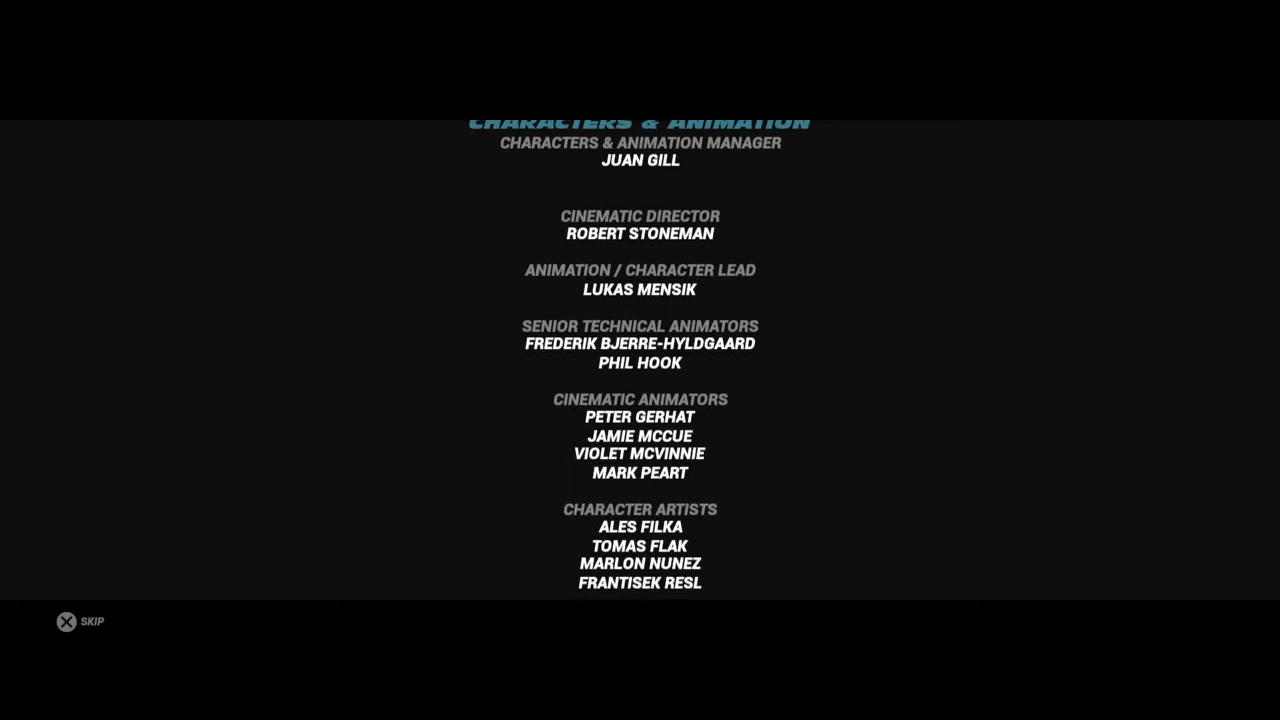 CHARACTERS & ANIMATION
CHARACTERS & ANIMATION MANAGER
JUAN GILL
CINEMATIC DIRECTOR
ROBERT STONEMAN
ANIMATION / CHARACTER LEAD
LUKAS MENSIK
SENIOR TECHNICAL ANIMATORS
FREDERIK BJERRE-HYLDGAARD
PHIL HOOK
CINEMATIC ANIMATORS
PETER GERHAT
JAMIE MCCUE
VIOLET MCVINNIE
MARK PEART
CHARACTER ARTISTS
ALES FILKA
TOMAS FLAK
MARLON NUNEZ
FRANTISEK RESL
SKIP